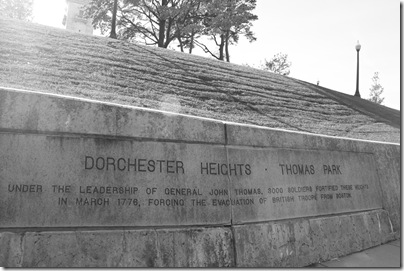 DORCHESTER HEIGHTS · THOMAS PARK
UNDER THE LEADERSHIP OF GENERAL JOHN THOMAS, 3000 SOLDIERS FORTIFIED THESE HEIGHTS
IN MARCH 1776, FORCING THE EVACUATION OF BRITISH TROOPS FROM BOSTON.